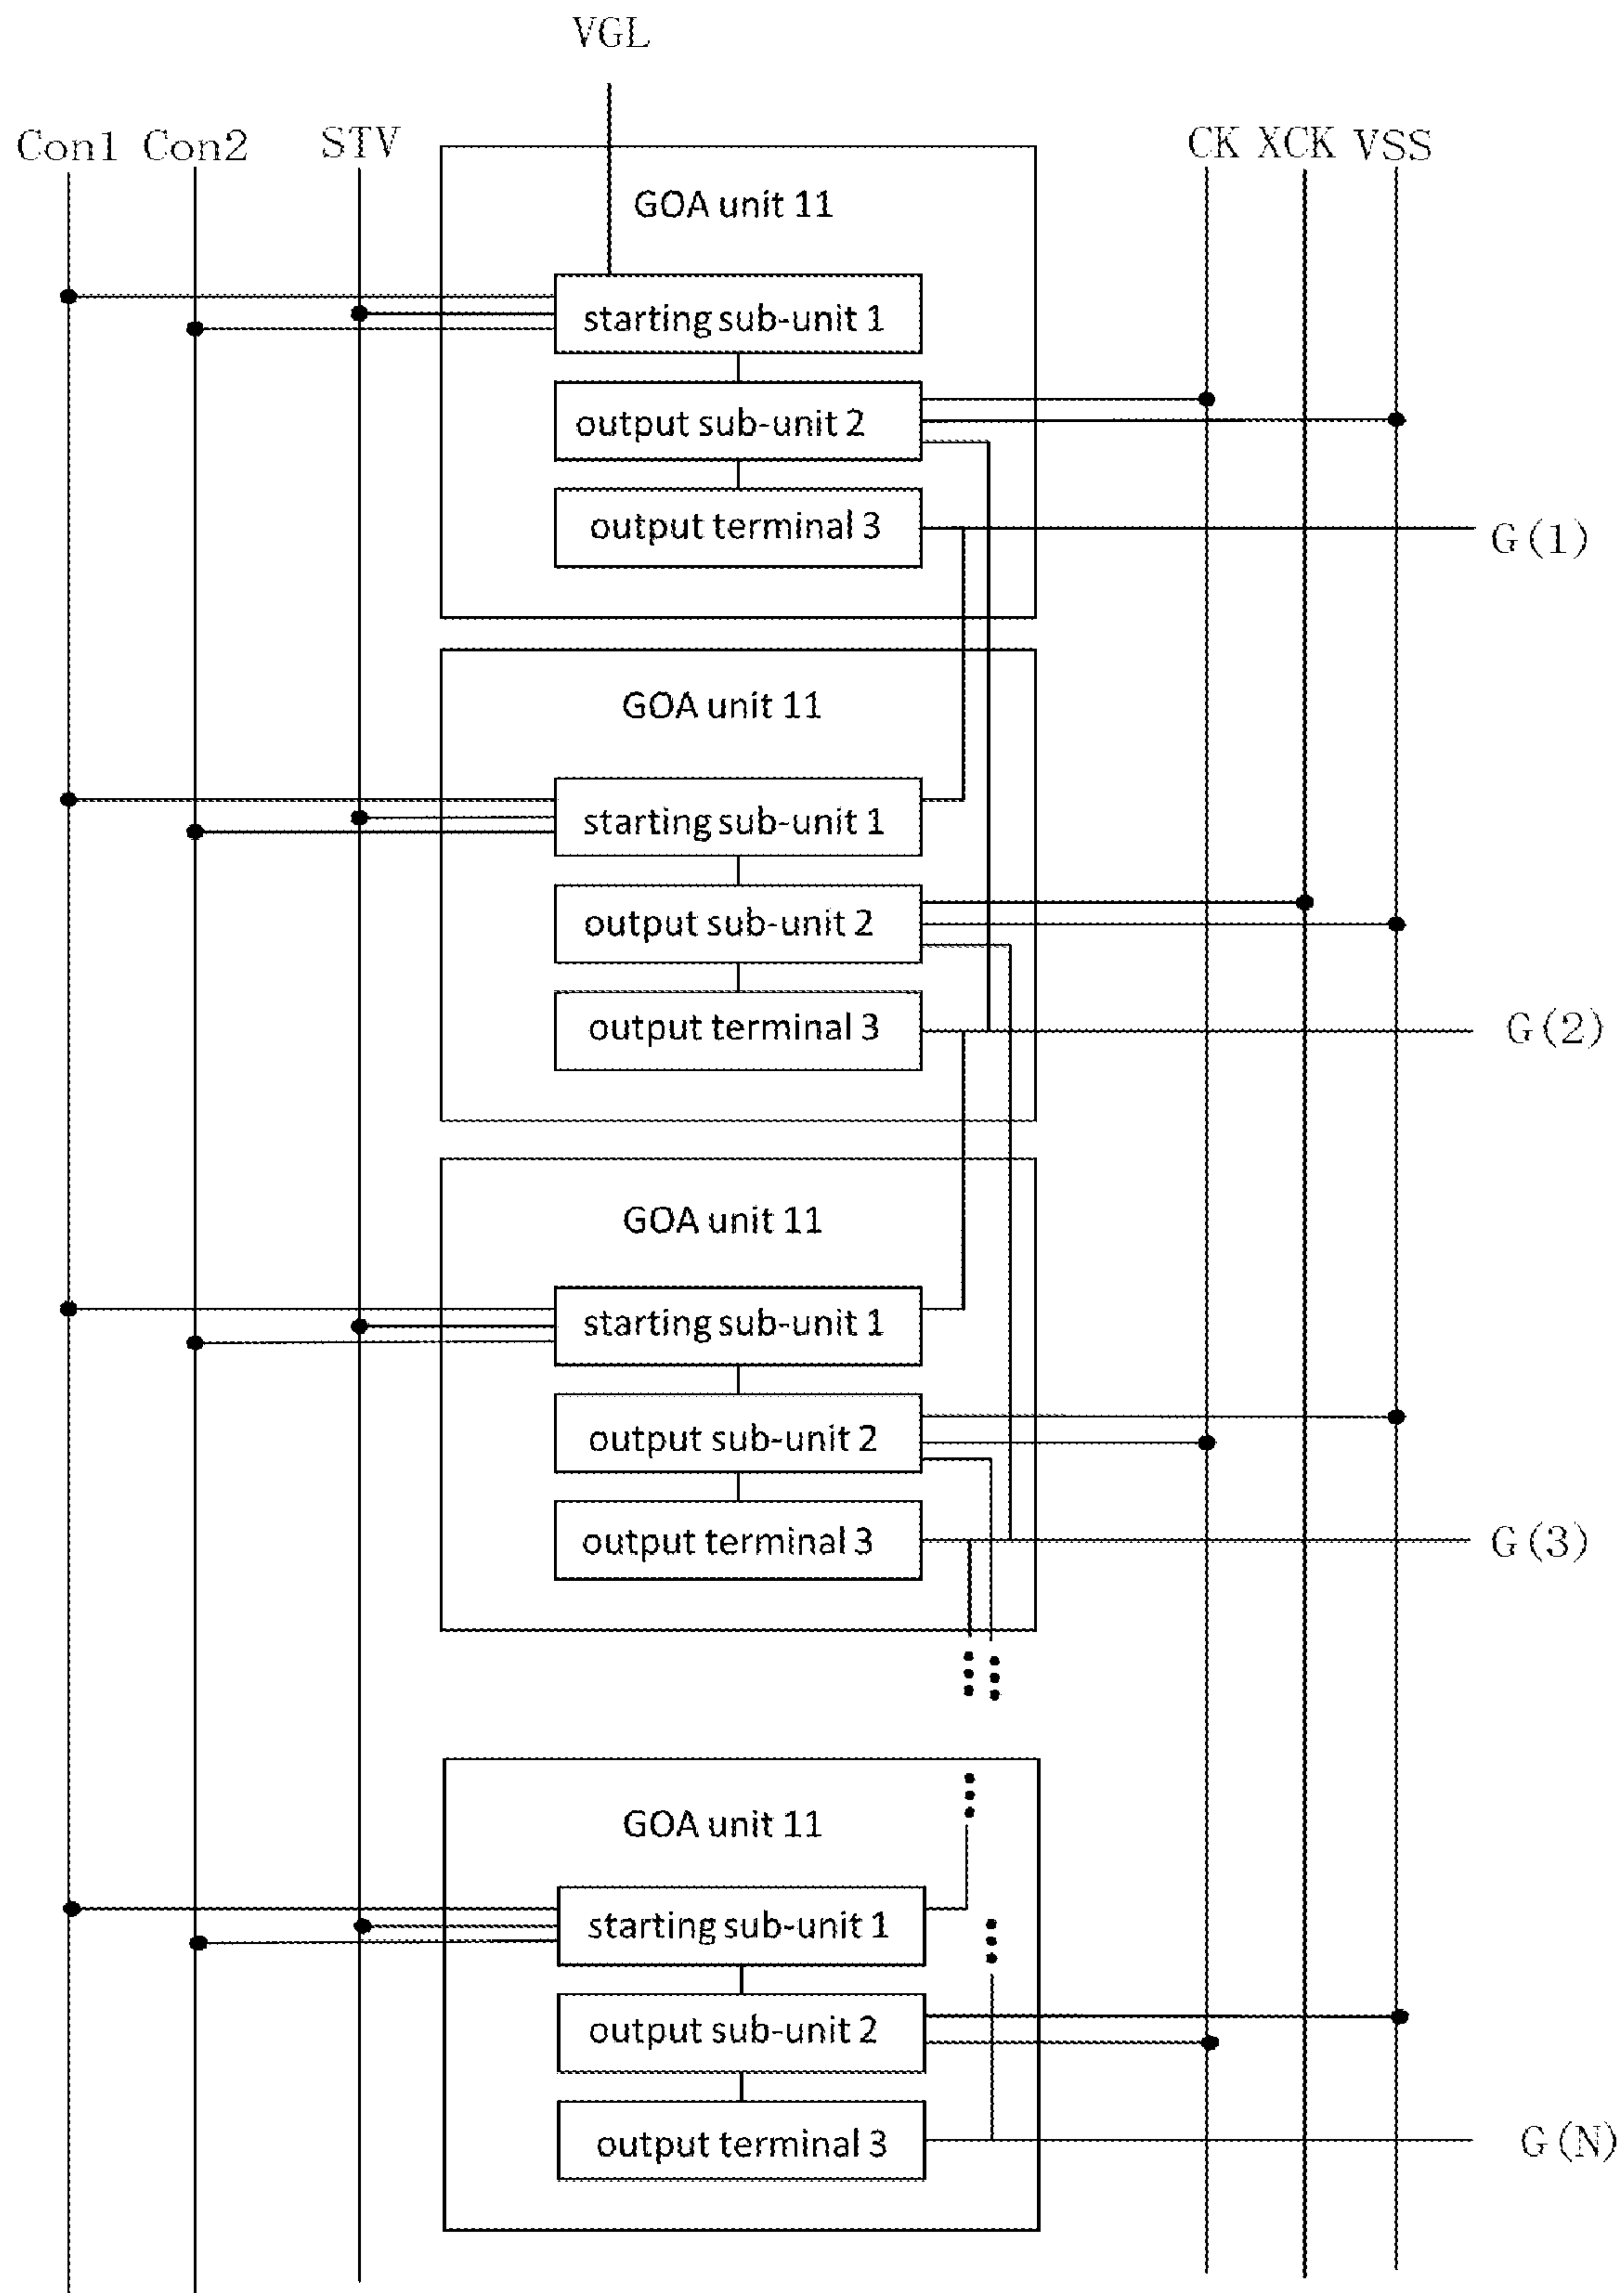 VGL
Con1 Con2 STV CK XCK VSS
GOA unit 11
starting sub-unit 1
output sub-unit 2
output terminal 3
G(1)
GOA unit 11
starting sub-unit 1
output sub-unit 2
output terminal 3
G(2)
GOA unit 11
starting sub-unit 1
output sub-unit 2
output terminal 3
G(3)
GOA unit 11
starting sub-unit 1
output sub-unit 2
output terminal 3
G(N)